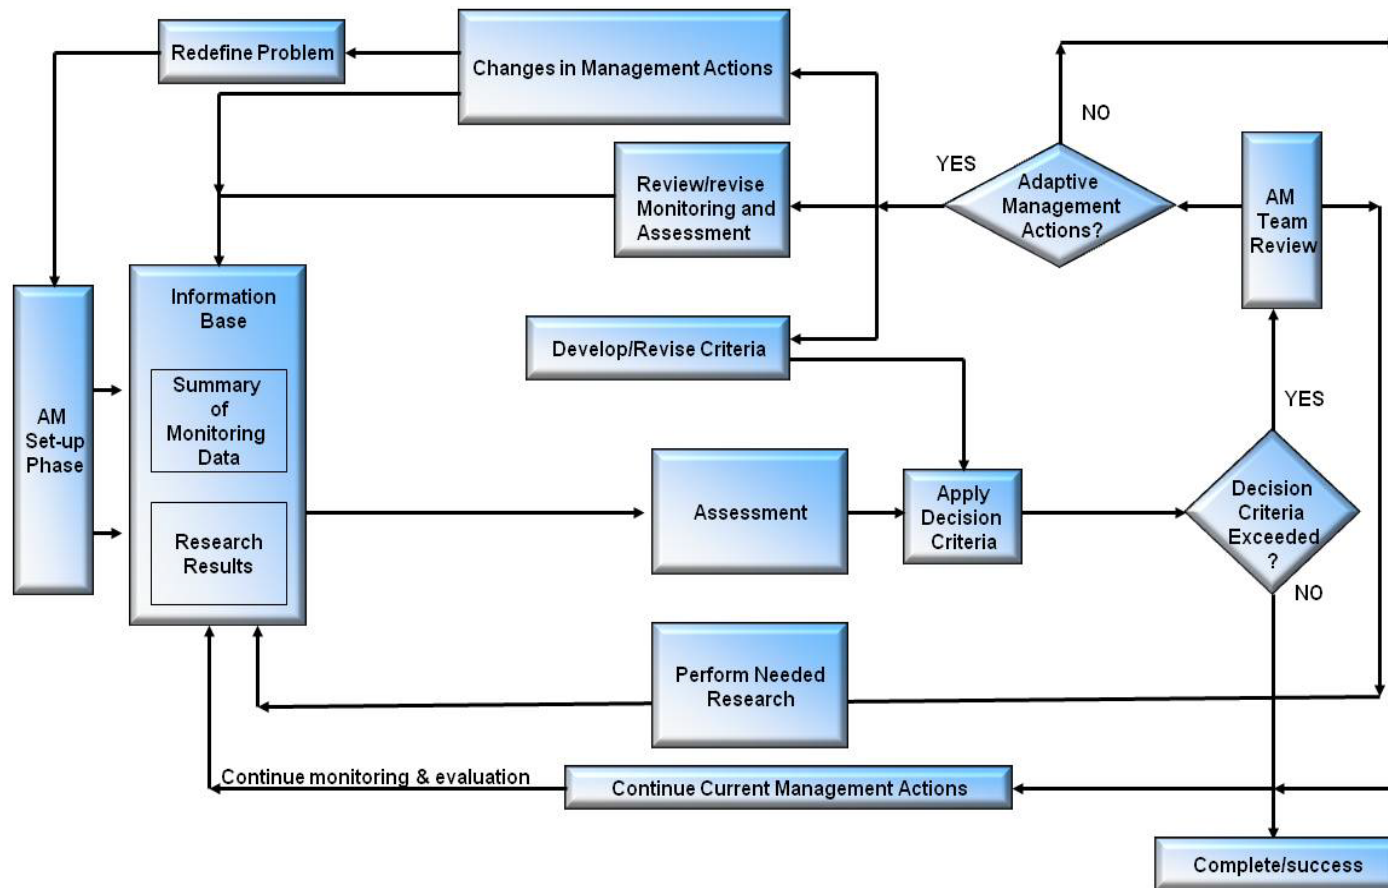 Redefine Problem
Changes in Management Actions
NO
YES
Review/revise
Monitoring and
Assessment
Adaptive
Management
Actions?
AM
Team
Review
Information
Base
Develop/Revise Criteria
Summary
of
Monitoring
Data
YES
AM
Set-up
Phase
Research
Results
Assessment
Apply
Decision
Criteria
Decision
Criteria
Exceeded
?
NO
Perform Needed
Research
Continue monitoring & evaluation
Continue Current Management Actions
Complete/success